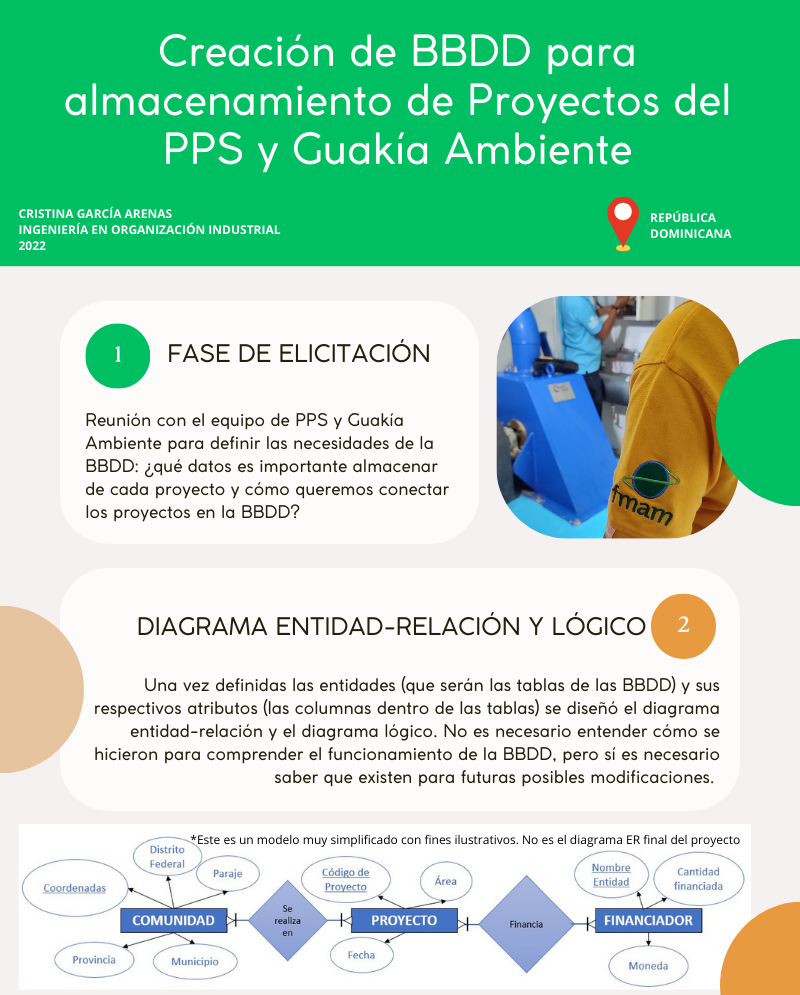 Creación de BBDD para
almacenamiento de Proyectos del
PPS y Guakía Ambiente
CRISTINA GARCÍA ARENAS
INGENIERÍA EN ORGANIZACIÓN INDUSTRIAL
2022
REPÚBLICA
DOMINICANA
1
FASE DE ELICITACIÓN
Reunión con el equipo de PPS y Guakía
Ambiente para definir las necesidades de la
BBDD: ¿qué datos es importante almacenar
de cada proyecto y cómo queremos conectar
los proyectos en la BBDD?
fmam
DIAGRAMA ENTIDAD-RELACIÓN Y LÓGICO
2
Una vez definidas las entidades (que serán las tablas de las BBDD) y sus
respectivos atributos (las columnas dentro de las tablas) se diseñó el diagrama
entidad-relación y el diagrama lógico. No es necesario entender cómo se
hicieron para comprender el funcionamiento de la BBDD, pero sí es necesario
saber que existen para futuras posibles modificaciones.
*Este es un modelo muy simplificado con fines ilustrativos. No es el diagrama ER final del proyecto
Coordenadas
Distrito
Federal
Paraje
COMUNIDAD
Provincia
Municipio
Se
realiza
en
Código de
Proyecto
Área
PROYECTO
Fecha
Financia
Nombre
Entidad
Cantidad
financiada
FINANCIADOR
Moneda